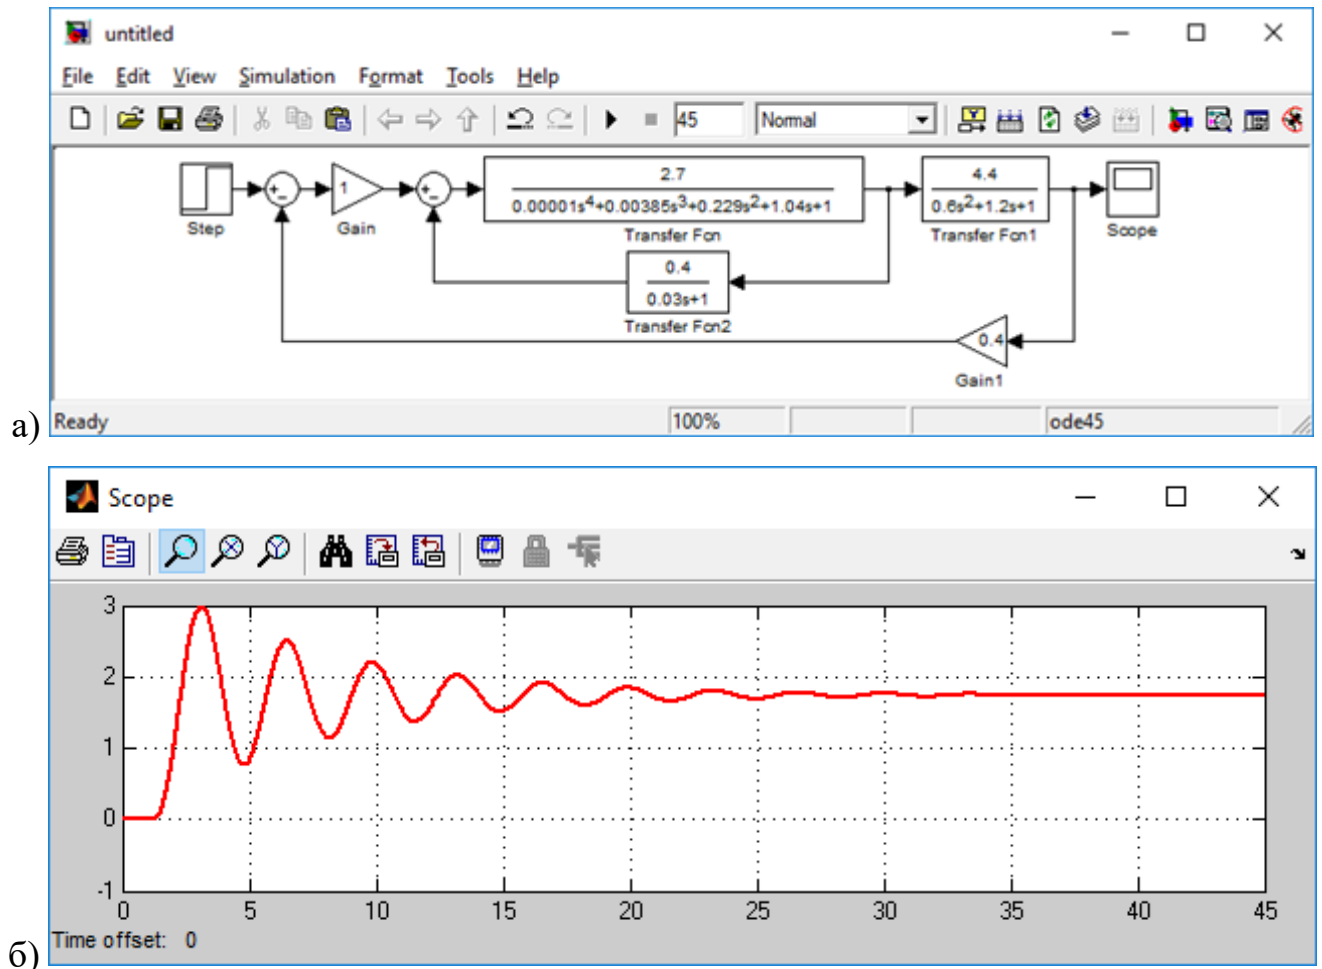 untitled
File Edit View Simulation Format Tools Help
45 Normal
2.7
0.00001s4+0.00385s3+0.229s2+1.04s+1
Transfer Fcn
4.4
0.6s2+1.2s+1
Transfer Fcn1
Step
1
Gain
Scope
0.4
0.03s+1
Transfer Fcn2
0.4
Gain1
а)
Ready 100% ode45
Scope
3
2
1
0
-1
0 5 10 15 20 25 30 35 40 45
Time offset: 0
б)